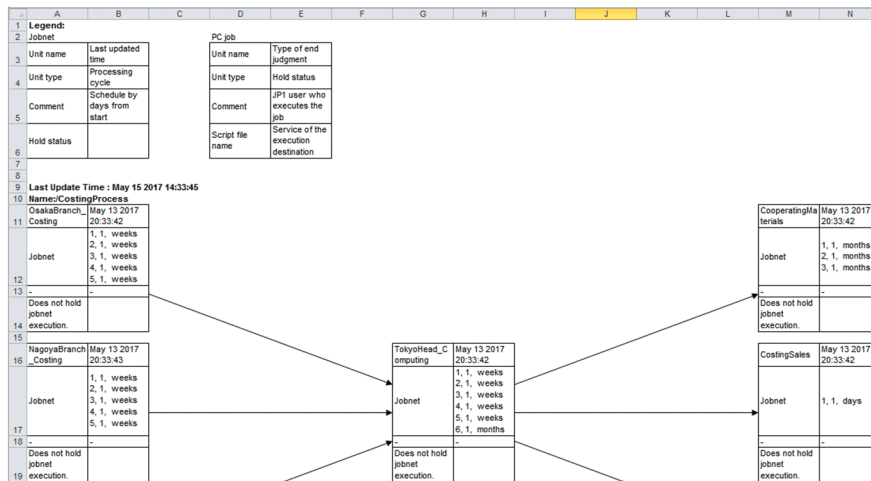 A B C D E F G H I J K L M N
1 Legend:
2 Jobnet PC job
3 Unit name Last updated time Unit name Type of end judgment
4 Unit type Processing cycle Unit type Hold status
5 Comment Schedule by days from start Comment JP1 user who executes the job
6 Hold status Script file name Service of the execution destination
7
8
9 Last Update Time : May 15 2017 14:33:45
10 Name:/CostingProcess
11 OsakaBranch_Costing May 13 2017 20:33:42 CooperatingMaterials May 13 2017 20:33:42
12 Jobnet
1, 1, weeks
2, 1, weeks
3, 1, weeks
4, 1, weeks
5, 1, weeks
Jobnet
1, 1, months
2, 1, months
3, 1, months
13 - - - -
14 Does not hold jobnet execution. Does not hold jobnet execution.
15
16 NagoyaBranch_Costing May 13 2017 20:33:43 TokyoHead_Computing May 13 2017 20:33:42 CostingSales May 13 2017 20:33:42
17 Jobnet
1, 1, weeks
2, 1, weeks
3, 1, weeks
4, 1, weeks
5, 1, weeks
Jobnet
1, 1, weeks
2, 1, weeks
3, 1, weeks
4, 1, weeks
5, 1, weeks
6, 1, months
Jobnet
1, 1, days
18 - - - - - -
19 Does not hold jobnet execution. Does not hold jobnet execution. Does not hold jobnet execution.